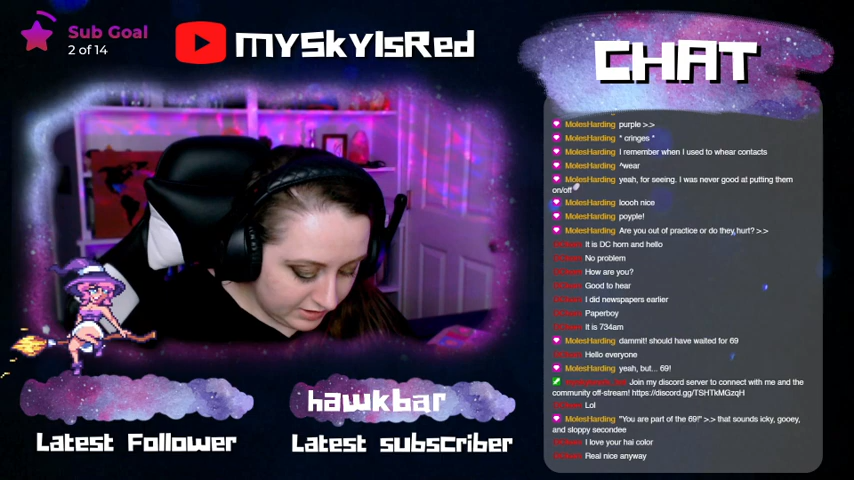 Sub Goal
2 of 14
MYSkYIsRed
CHAT
MolesHarding purple >.>
MolesHarding * cringes *
MolesHarding I remember when I used to whear contacts
MolesHarding ^wear
MolesHarding yeah, for seeing. I was never good at putting them
on/off
MolesHarding loooh nice
MolesHarding poyple!
MolesHarding Are you out of practice or do they hurt? >.>
It is DC horn and hello
No problem
How are you?
Good to hear
I did newspapers earlier
Paperboy
It is 734am
MolesHarding dammit! should have waited for 69
Hello everyone
MolesHarding yeah, but... 69!
Join my discord server to connect with me and the
community off-stream! https://discord.gg/TSHTkMGzqH
Lol
MolesHarding "You are part of the 69!" >.> that sounds icky, gooey,
and sloppy secondee
I love your hai color
Real nice anyway
hawkbar
Latest Follower
Latest subscriber